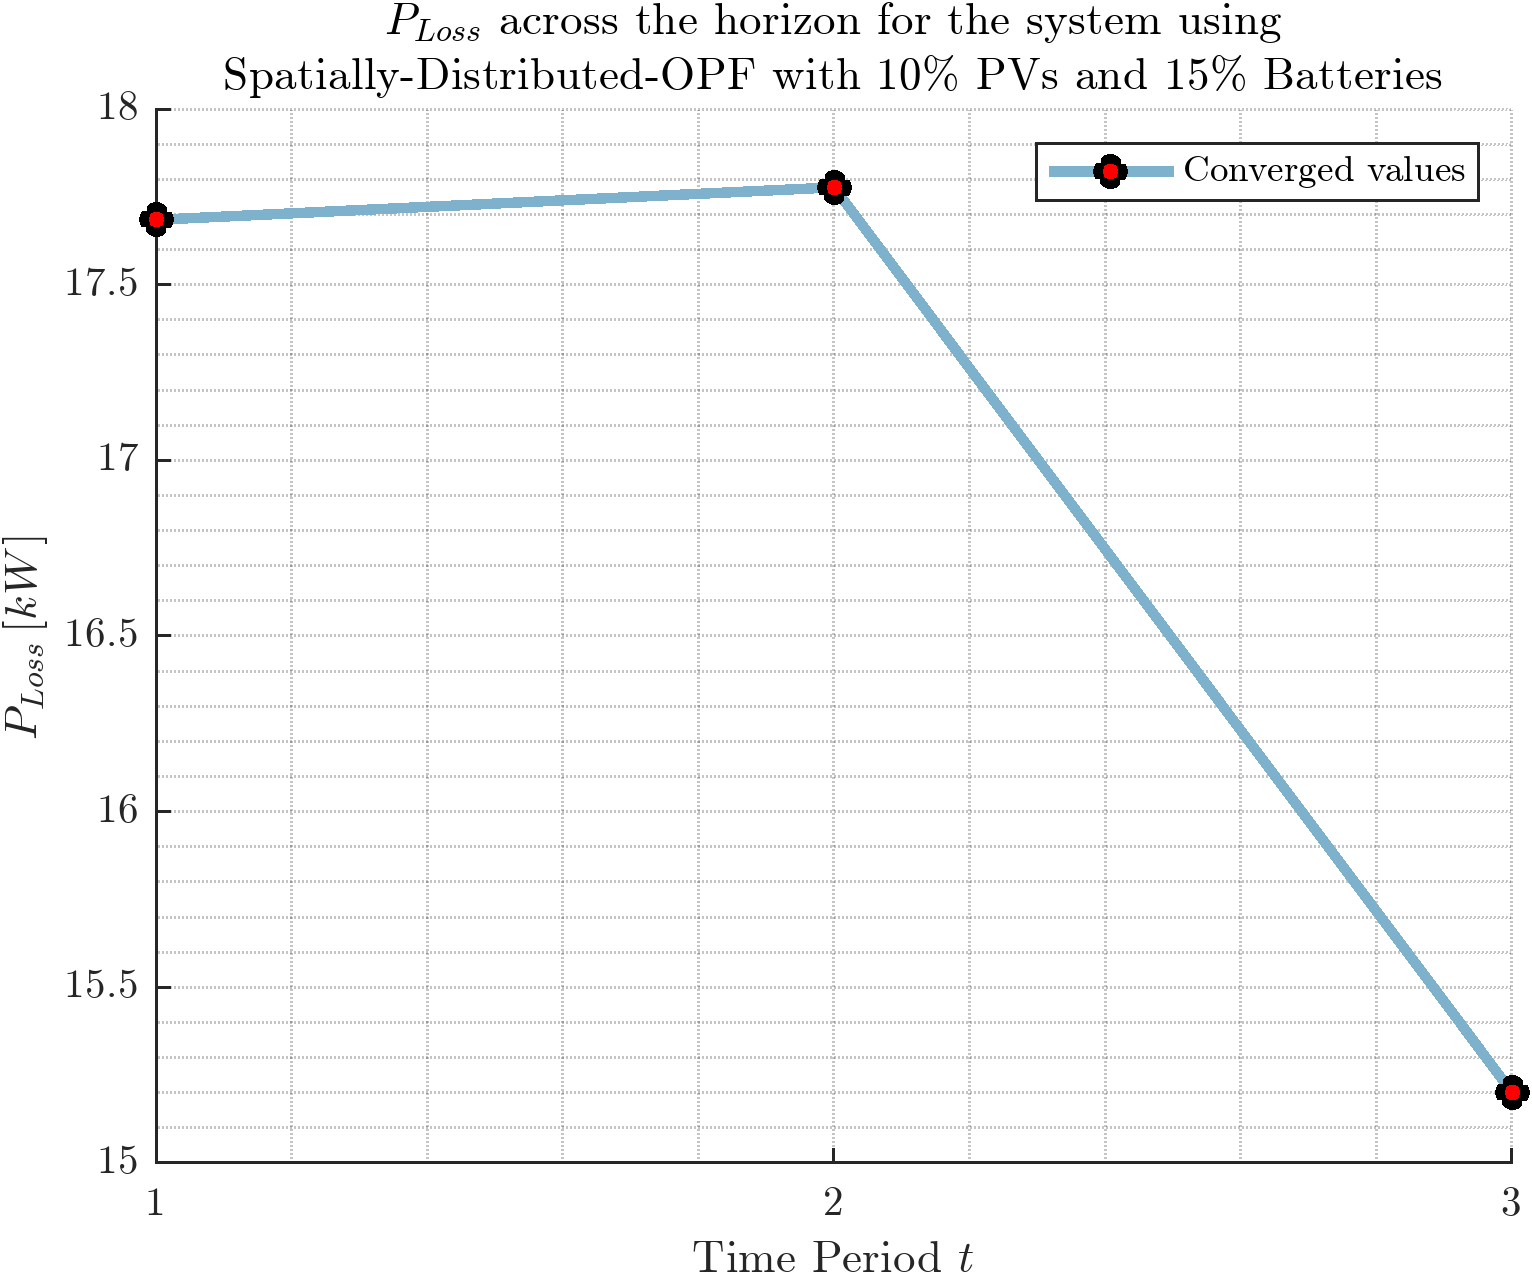 P_Loss across the horizon for the system using
Spatially-Distributed-OPF with 10% PVs and 15% Batteries
Converged values
P_Loss [kW]
18
17.5
17
16.5
16
15.5
15
1 2 3
Time Period t